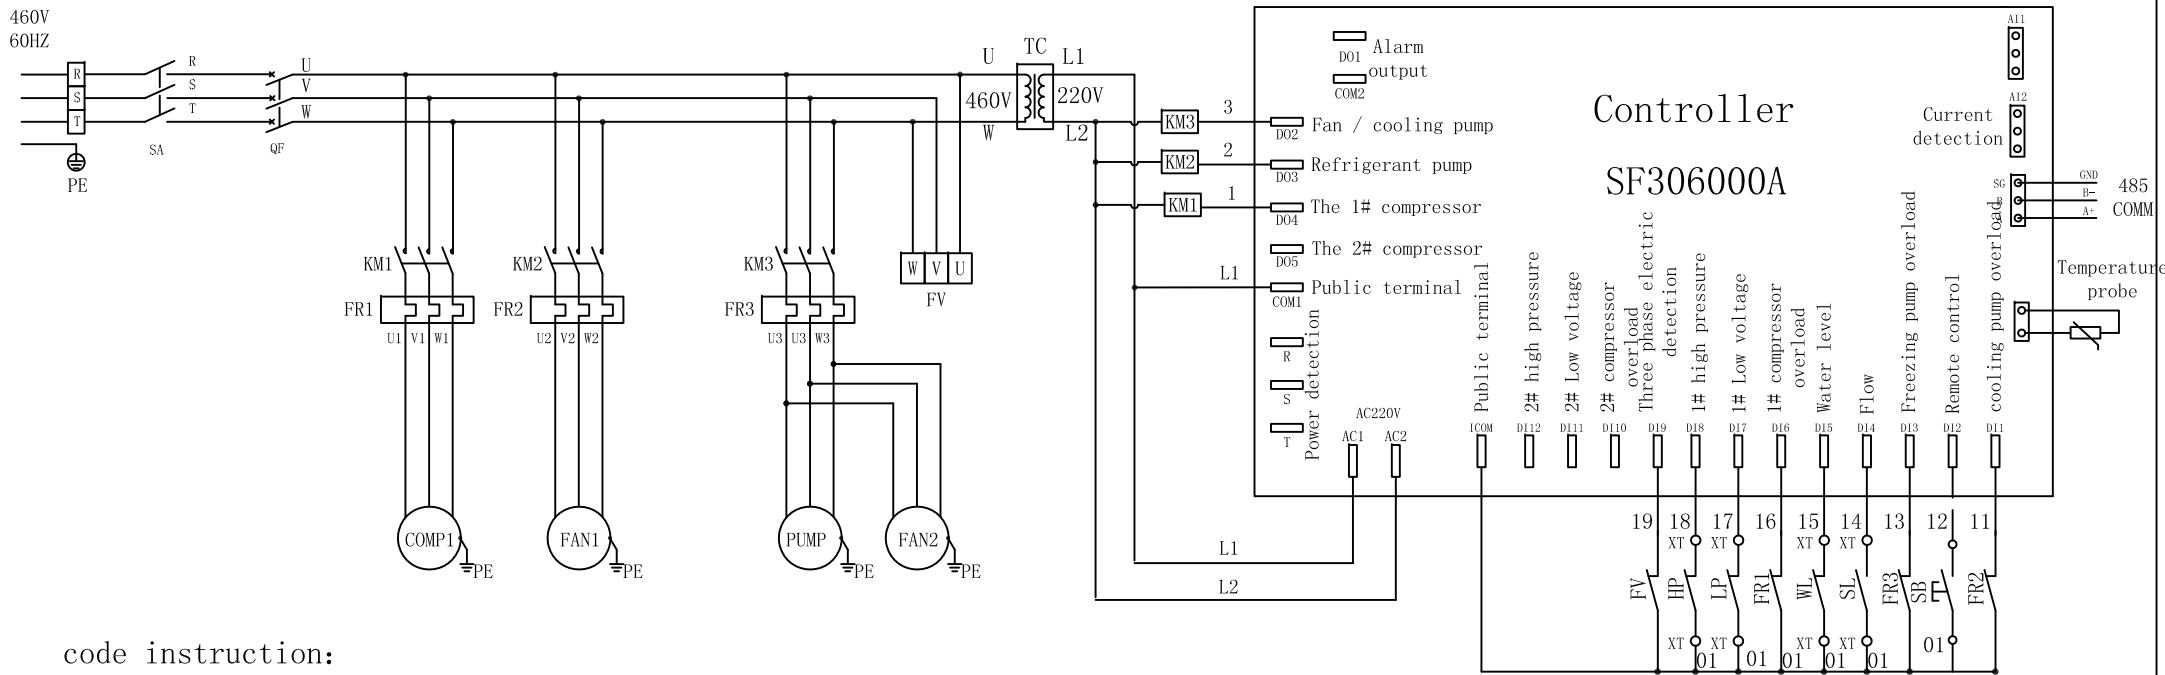 460V
60HZ
R
S
T
PE
R
S
T
SA
QF
U
V
W
KM1
FR1
U1
V1
W1
COMP1
PE
KM2
FR2
U2
V2
W2
FAN1
PE
KM3
FR3
U3
U3
W3
PUMP
PE
FAN2
PE
W
V
U
FV
U
TC
L1
460V
220V
W
L2
KM3
3
KM2
2
KM1
1
L1
L1
L2
DO1
Alarm
output
COM2
DO2
Fan / cooling pump
DO3
Refrigerant pump
DO4
The 1# compressor
DO5
The 2# compressor
COM1
Public terminal
R
S
T
Power detection
AC220V
AC1
AC2
Controller
SF306000A
AI1
AI2
Current
detection
SG
B
A
GND
B-
A+
485
COMM
Temperature
probe
Public terminal
2# high pressure
2# Low voltage
2# compressor
overload
Three phase electric
detection
1# high pressure
1# Low voltage
1# compressor
overload
Water level
Flow
Freezing pump overload
Remote control
cooling pump overload
ICOM
DI12
DI11
DI10
DI9
DI8
DI7
DI6
DI5
DI4
DI3
DI2
DI1
19
18
17
16
15
14
13
12
11
XT
XT
XT
XT
FV
HP
LP
FR1
WL
SL
FR3
SB
FR2
XT
XT
XT
XT
01
01
01
01
01
01
code instruction: